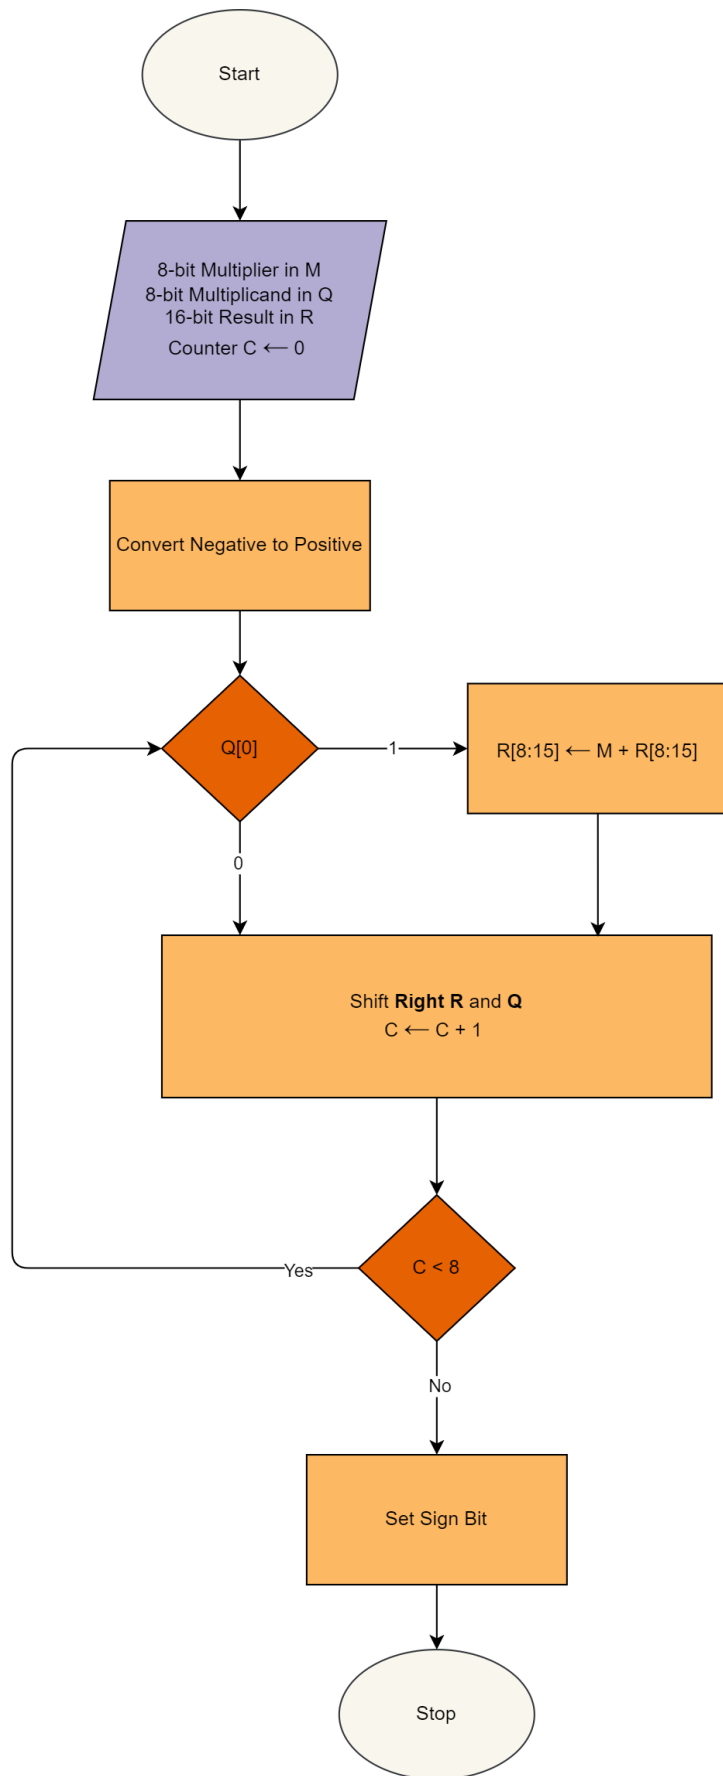 Start
8-bit Multiplier in M
8-bit Multiplicand in Q
16-bit Result in R
Counter C ⟵ 0
Convert Negative to Positive
Q[0]
1
R[8:15] ⟵ M + R[8:15]
0
Shift Right R and Q
C ⟵ C + 1
C < 8
Yes
No
Set Sign Bit
Stop